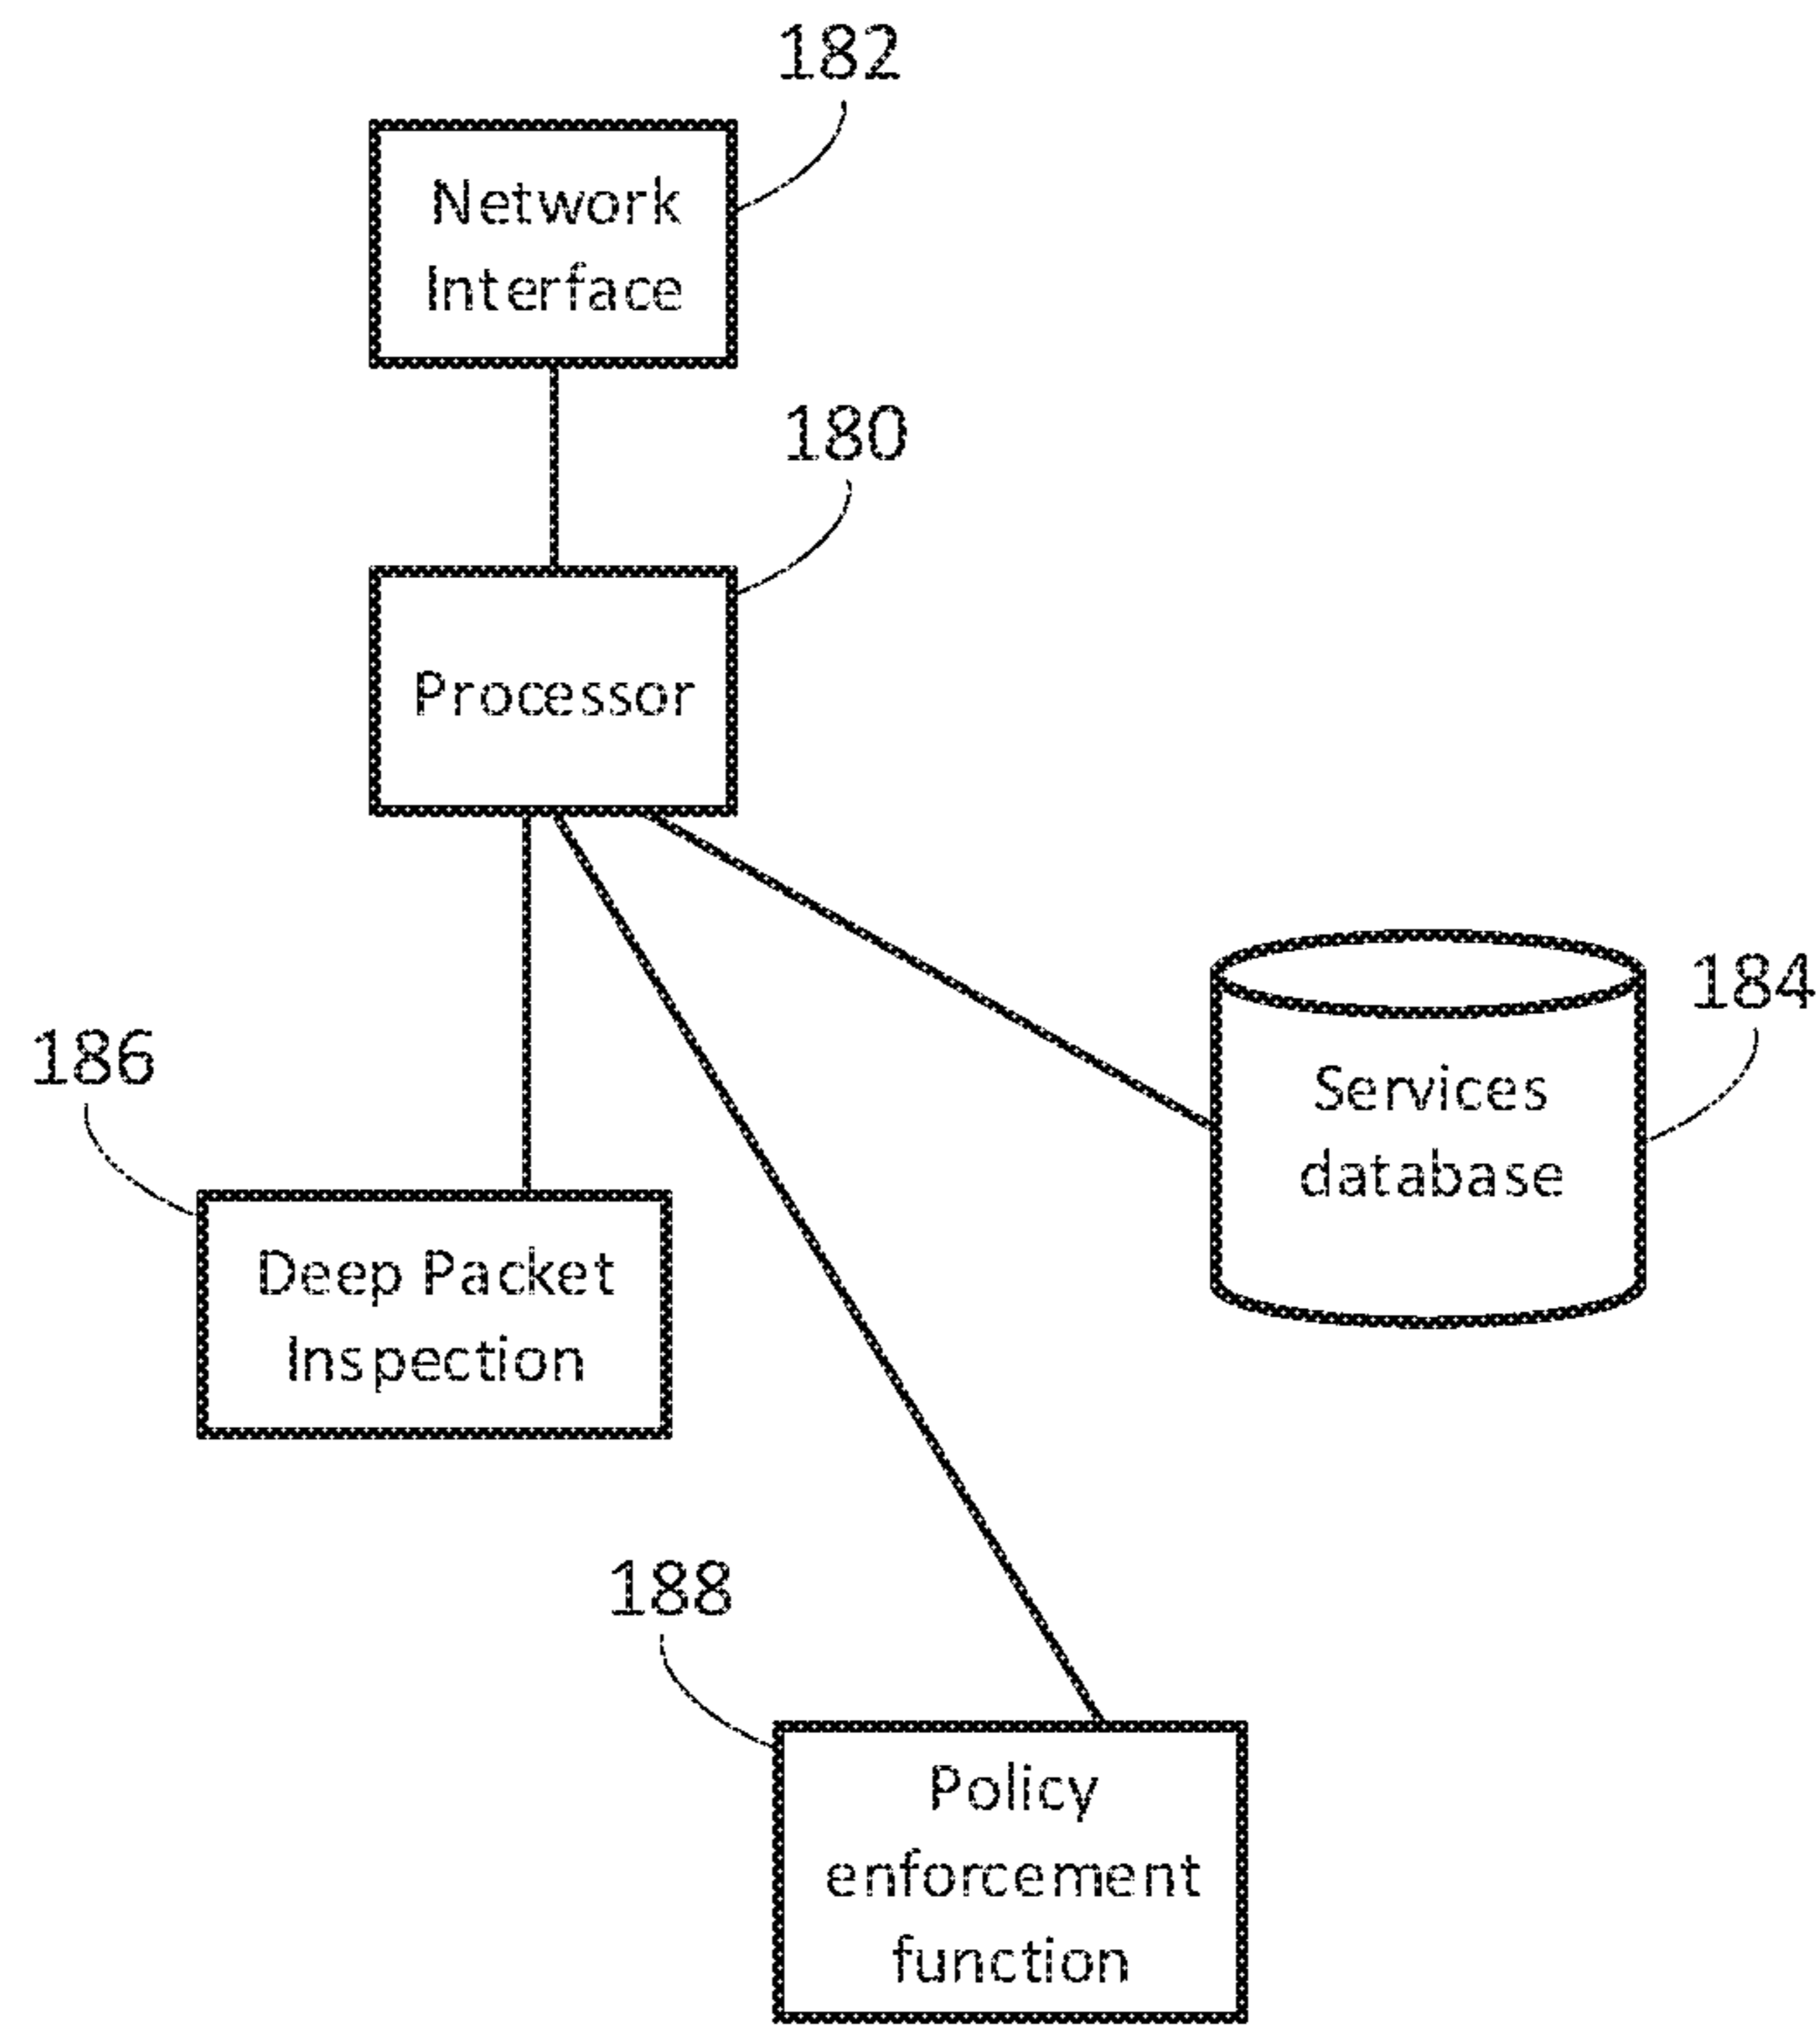 182
Network
Interface
180
Processor
184
Services
database
186
Deep Packet
Inspection
188
Policy
enforcement
function